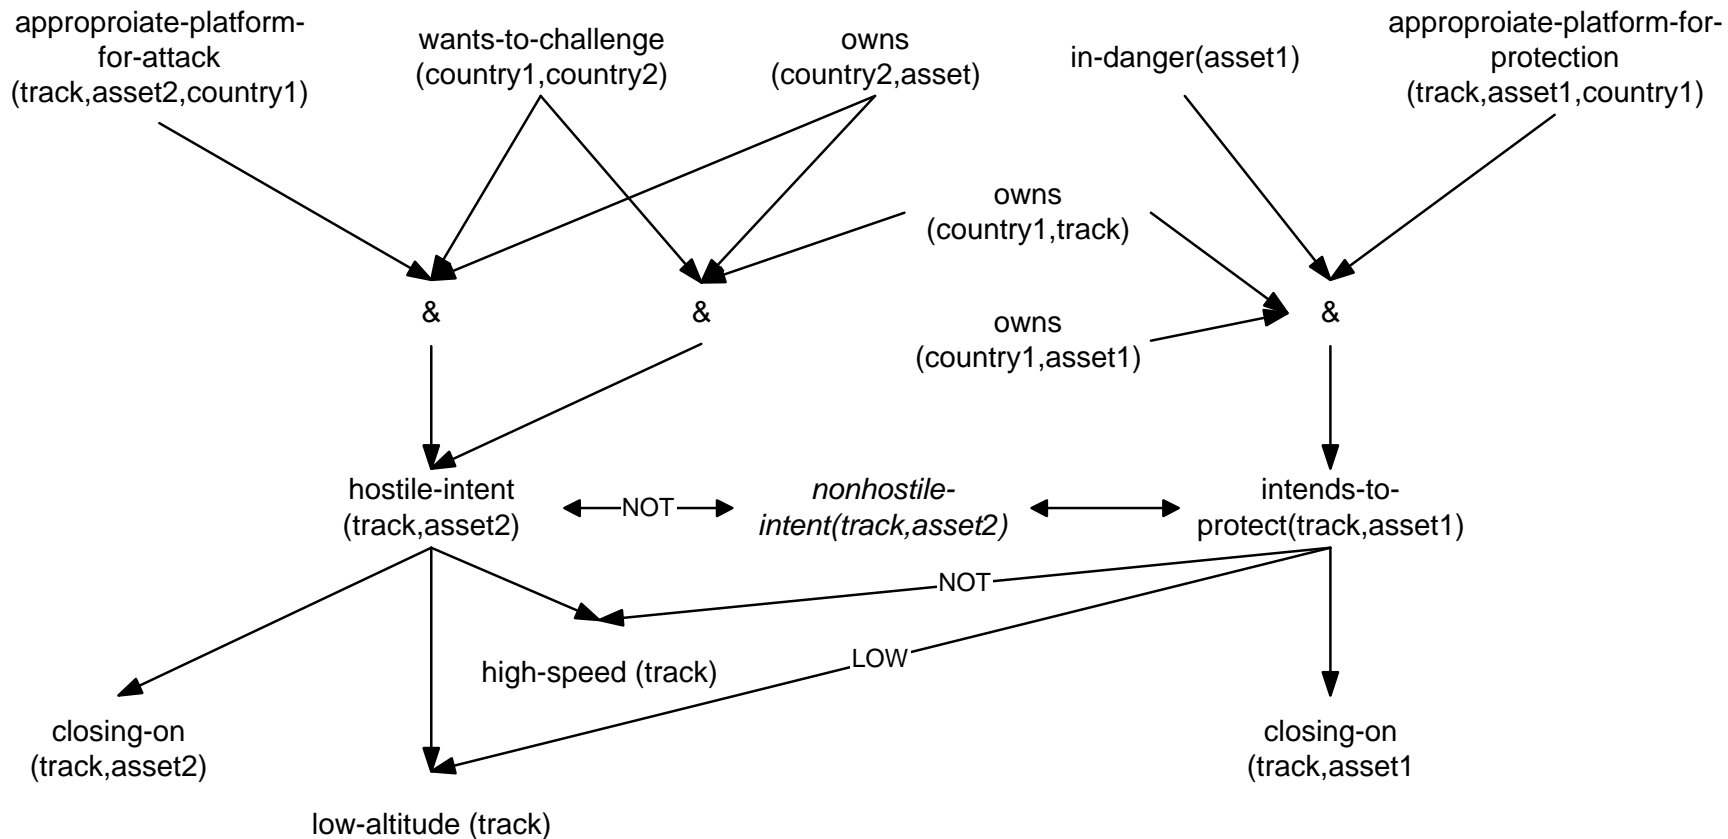 approproiate-platform-
for-attack
(track,asset2,country1)
wants-to-challenge
(country1,country2)
owns
(country2,asset)
in-danger(asset1)
approproiate-platform-for-
protection
(track,asset1,country1)
owns
(country1,track)
&
&
owns
(country1,asset1)
&
hostile-intent
(track,asset2)
NOT
nonhostile-
intent(track,asset2)
intends-to-
protect(track,asset1)
NOT
high-speed (track)
LOW
closing-on
(track,asset2)
closing-on
(track,asset1
low-altitude (track)